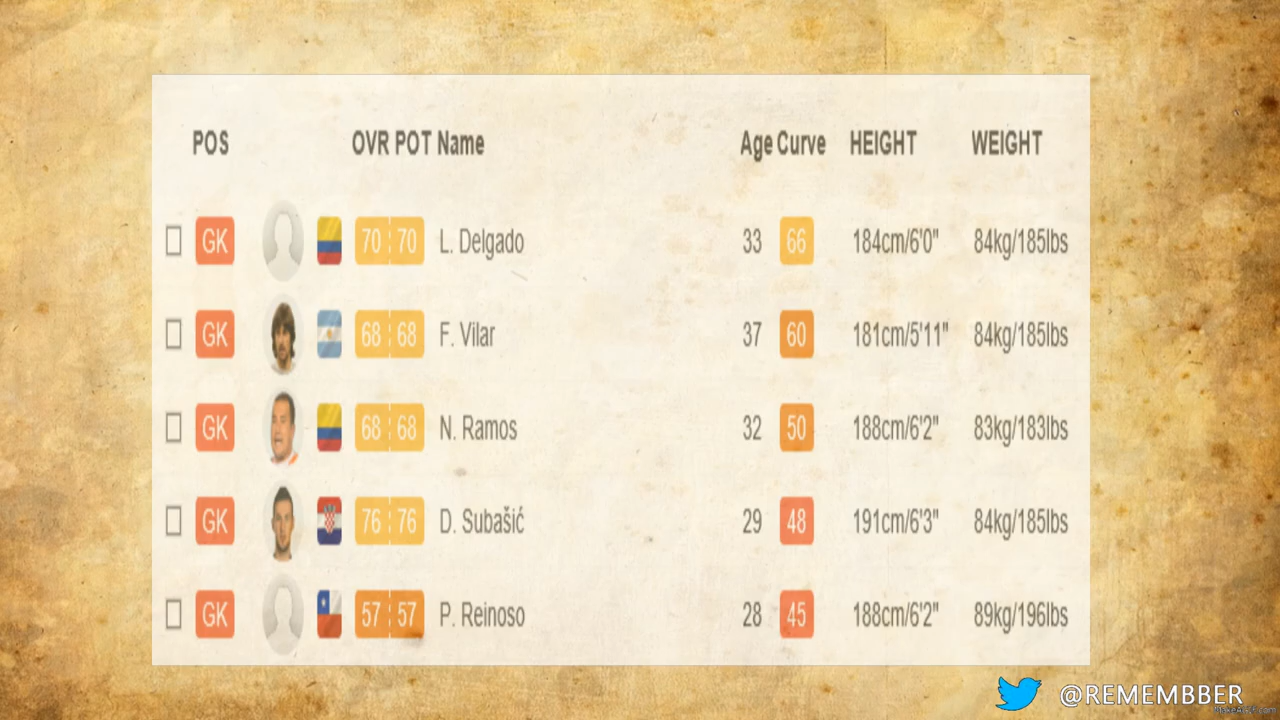 POS OVR POT Name Age Curve HEIGHT WEIGHT
GK 70 70 L. Delgado 33 66 184cm/6'0" 84kg/185lbs
GK 68 68 F. Vilar 37 60 181cm/5'11" 84kg/185lbs
GK 68 68 N. Ramos 32 50 188cm/6'2" 83kg/183lbs
GK 76 76 D. Subašić 29 48 191cm/6'3" 84kg/185lbs
GK 57 57 P. Reinoso 28 45 188cm/6'2" 89kg/196lbs
@REMEMBBER